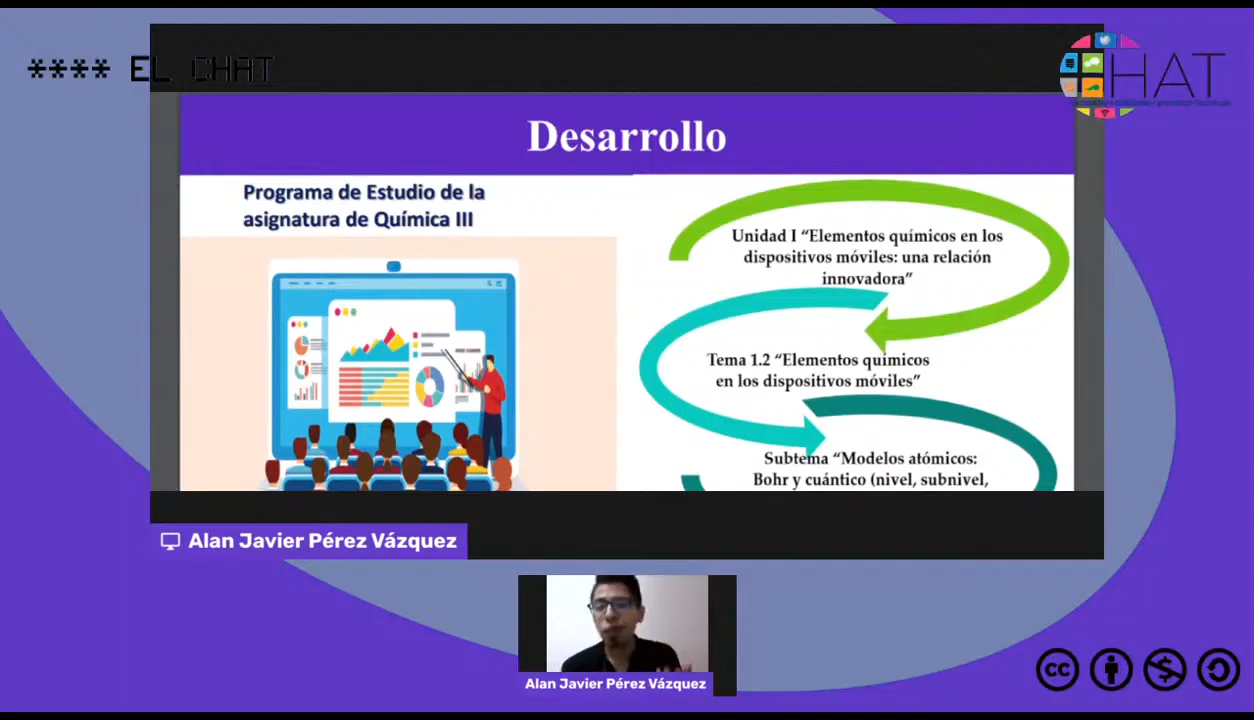 **** EL CHAT
HAT
Desarrollo
Programa de Estudio de la
asignatura de Química III
Unidad I “Elementos químicos en los
dispositivos móviles: una relación
innovadora”
Tema 1.2 “Elementos químicos
en los dispositivos móviles”
Subtema “Modelos atómicos:
Bohr y cuántico (nivel, subnivel,
Alan Javier Pérez Vázquez
Alan Javier Pérez Vázquez
cc